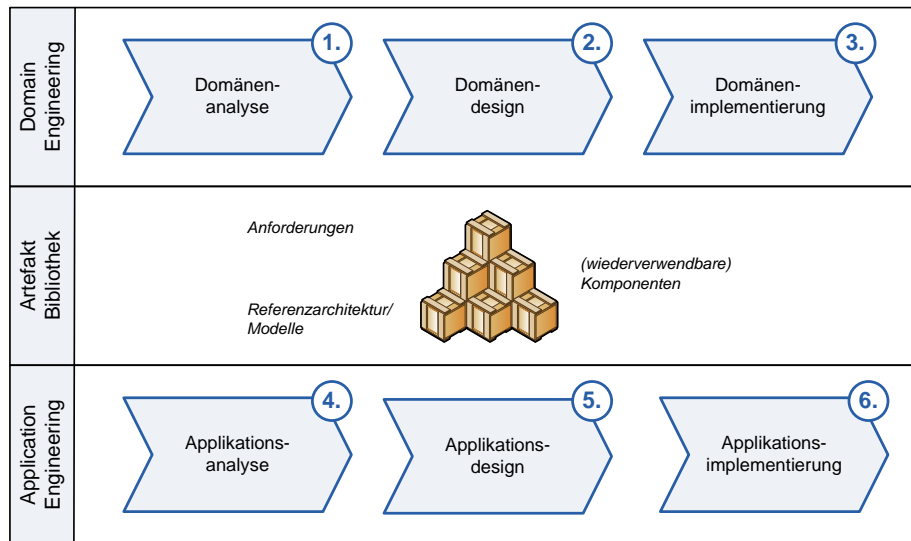 Domain
Engineering
1.
Domänen-
analyse
2.
Domänen-
design
3.
Domänen-
implementierung
Artefakt
Bibliothek
Anforderungen
Referenzarchitektur/
Modelle
(wiederverwendbare)
Komponenten
Application
Engineering
4.
Applikations-
analyse
5.
Applikations-
design
6.
Applikations-
implementierung